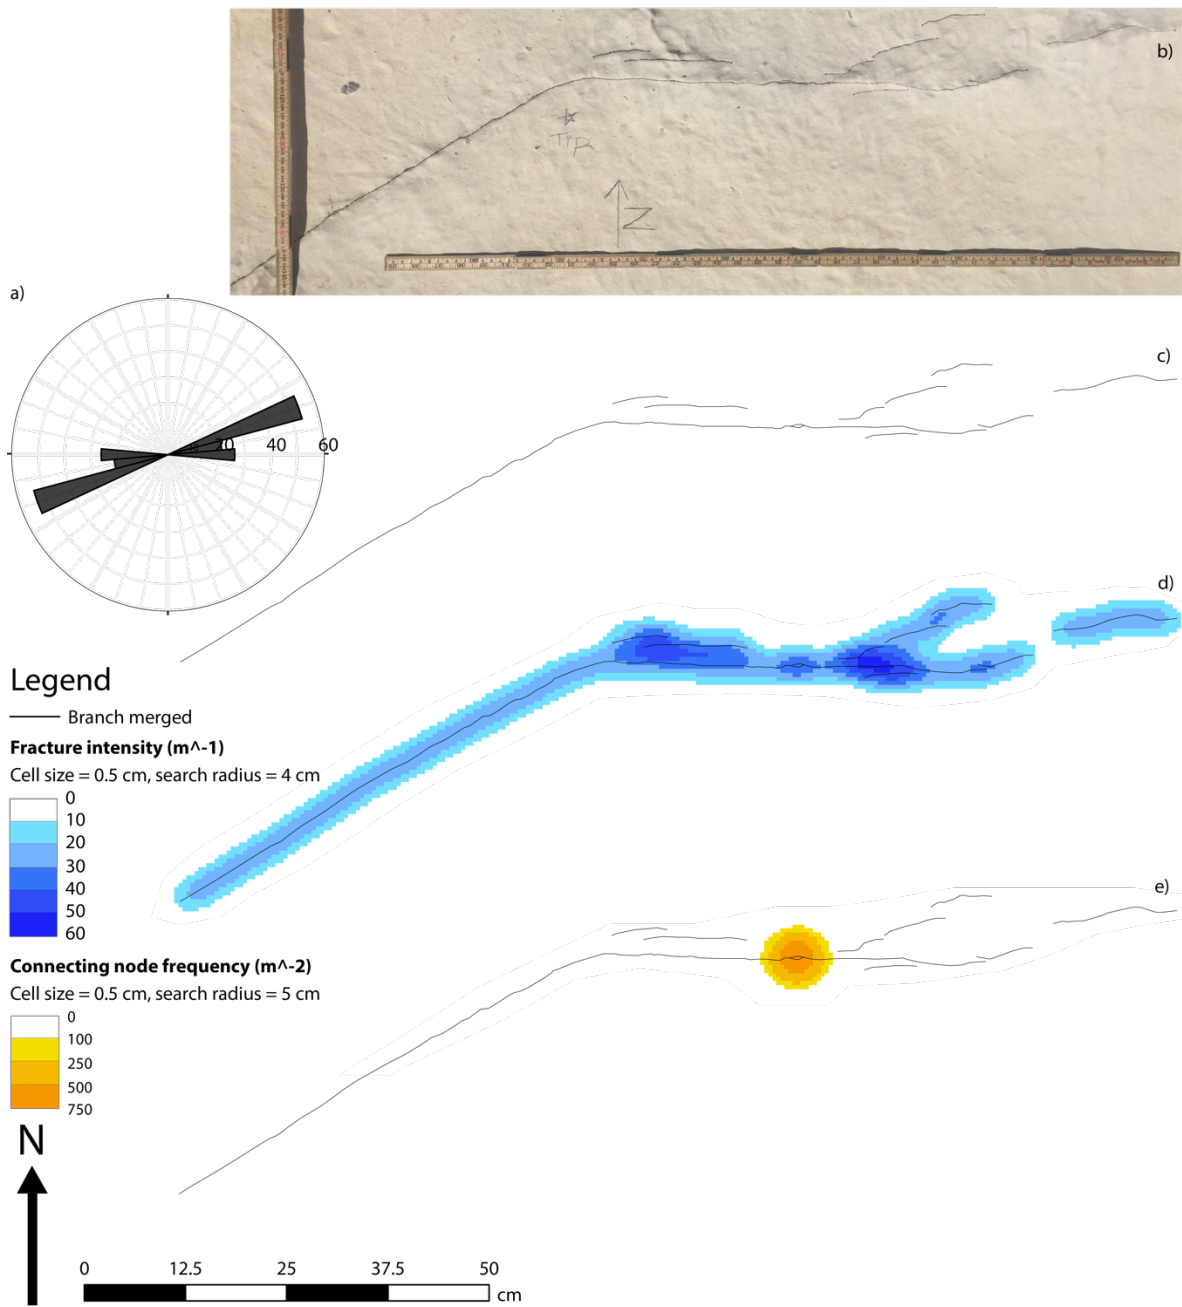 b)
TIP
N
a)
20
40
60
c)
d)
Legend
Branch merged
Fracture intensity (m^-1)
Cell size = 0.5 cm, search radius = 4 cm
0
10
20
30
40
50
60
e)
Connecting node frequency (m^-2)
Cell size = 0.5 cm, search radius = 5 cm
0
100
250
500
750
N
0
12.5
25
37.5
50
cm